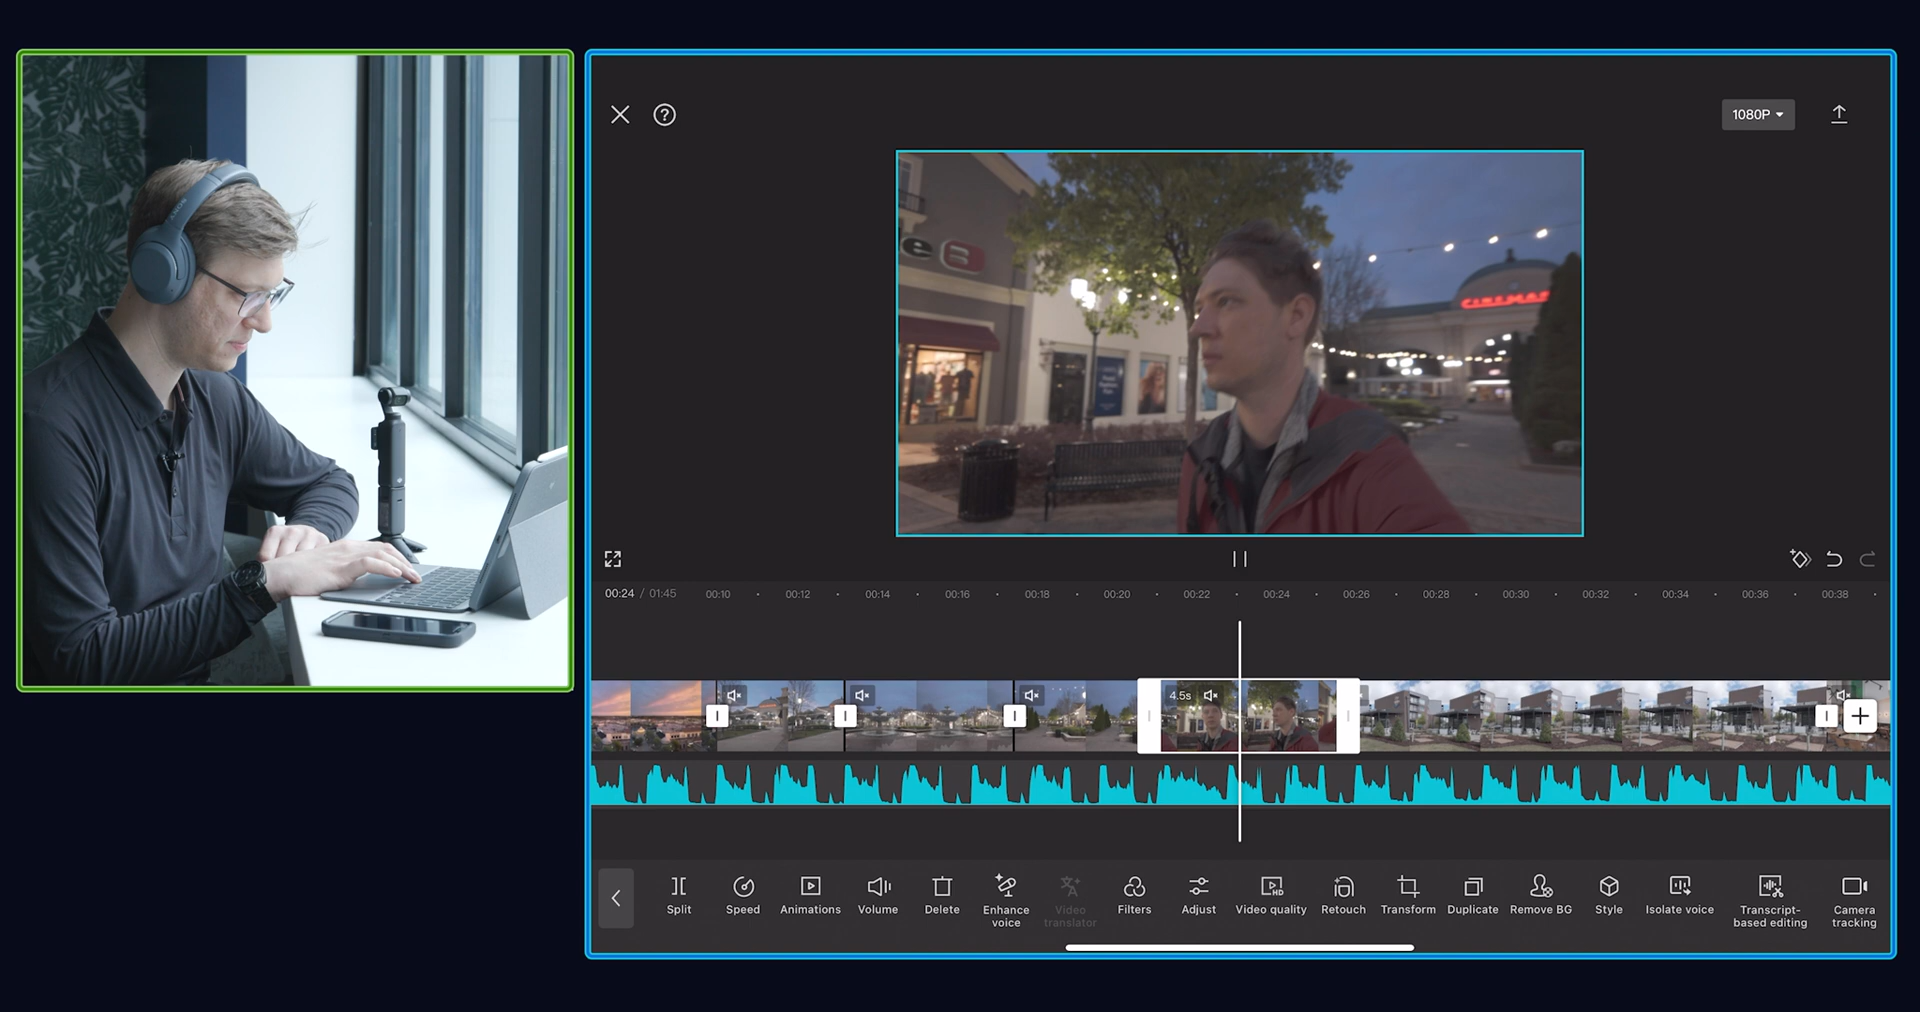 SONY
1080P
CINEMAS
00:24 / 01:45
00:10
00:12
00:14
00:16
00:18
00:20
00:22
00:24
00:26
00:28
00:30
00:32
00:34
00:36
00:38
4.5s
Split
Speed
Animations
Volume
Delete
Enhance
voice
Video
translator
Filters
Adjust
Video quality
HD
Retouch
Transform
Duplicate
Remove BG
Style
Isolate voice
Transcript-
based editing
Camera
tracking